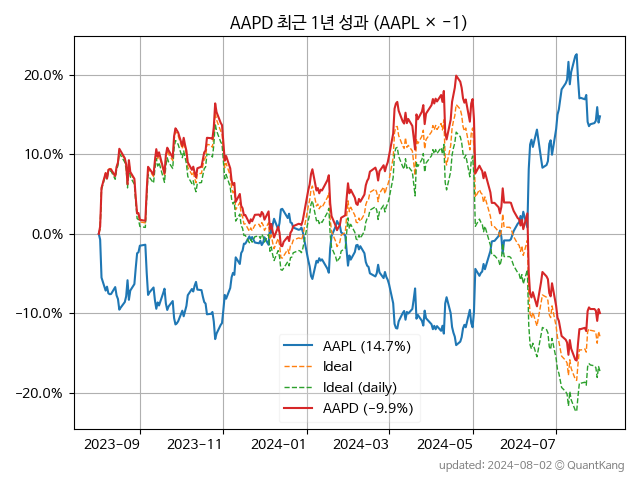 AAPD 최근 1년 성과 (AAPL × −1)
20.0%
10.0%
0.0%
−10.0%
−20.0%
AAPL (14.7%)
Ideal
Ideal (daily)
AAPD (−9.9%)
2023-09 2023-11 2024-01 2024-03 2024-05 2024-07
updated: 2024-08-02 © QuantKang